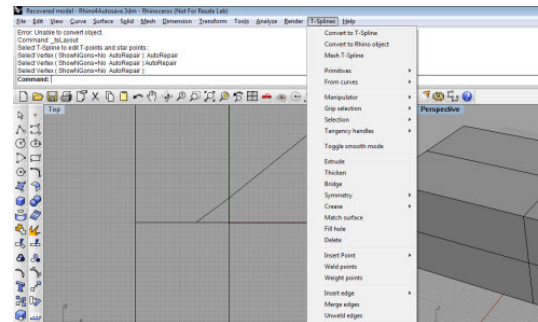 Recovered model - Rhino4Autosave.3dm - Rhinoceros (Not For Resale Lab)
File Edit View Curve Surface Solid Mesh Dimension Transform Tools Analyze Render T-Splines Help
Error: Unable to convert object
Command: _tsLayout
Select T-Spline to edit T-points and star points:
Select Vertex ( ShowNGons=No AutoRepair ): AutoRepair
Select Vertex ( ShowNGons=No AutoRepair ): AutoRepair
Select Vertex ( ShowNGons=No AutoRepair ):
Command:
Top
Perspective
Convert to T-Spline
Convert to Rhino object
Mesh T-Spline
Primitives
From curves
Manipulator
Grip selection
Selection
Tangency handles
Toggle smooth mode
Extrude
Thicken
Bridge
Symmetry
Crease
Match surface
Fill hole
Delete
Insert Point
Weld points
Weight points
Insert edge
Merge edges
Unweld edges